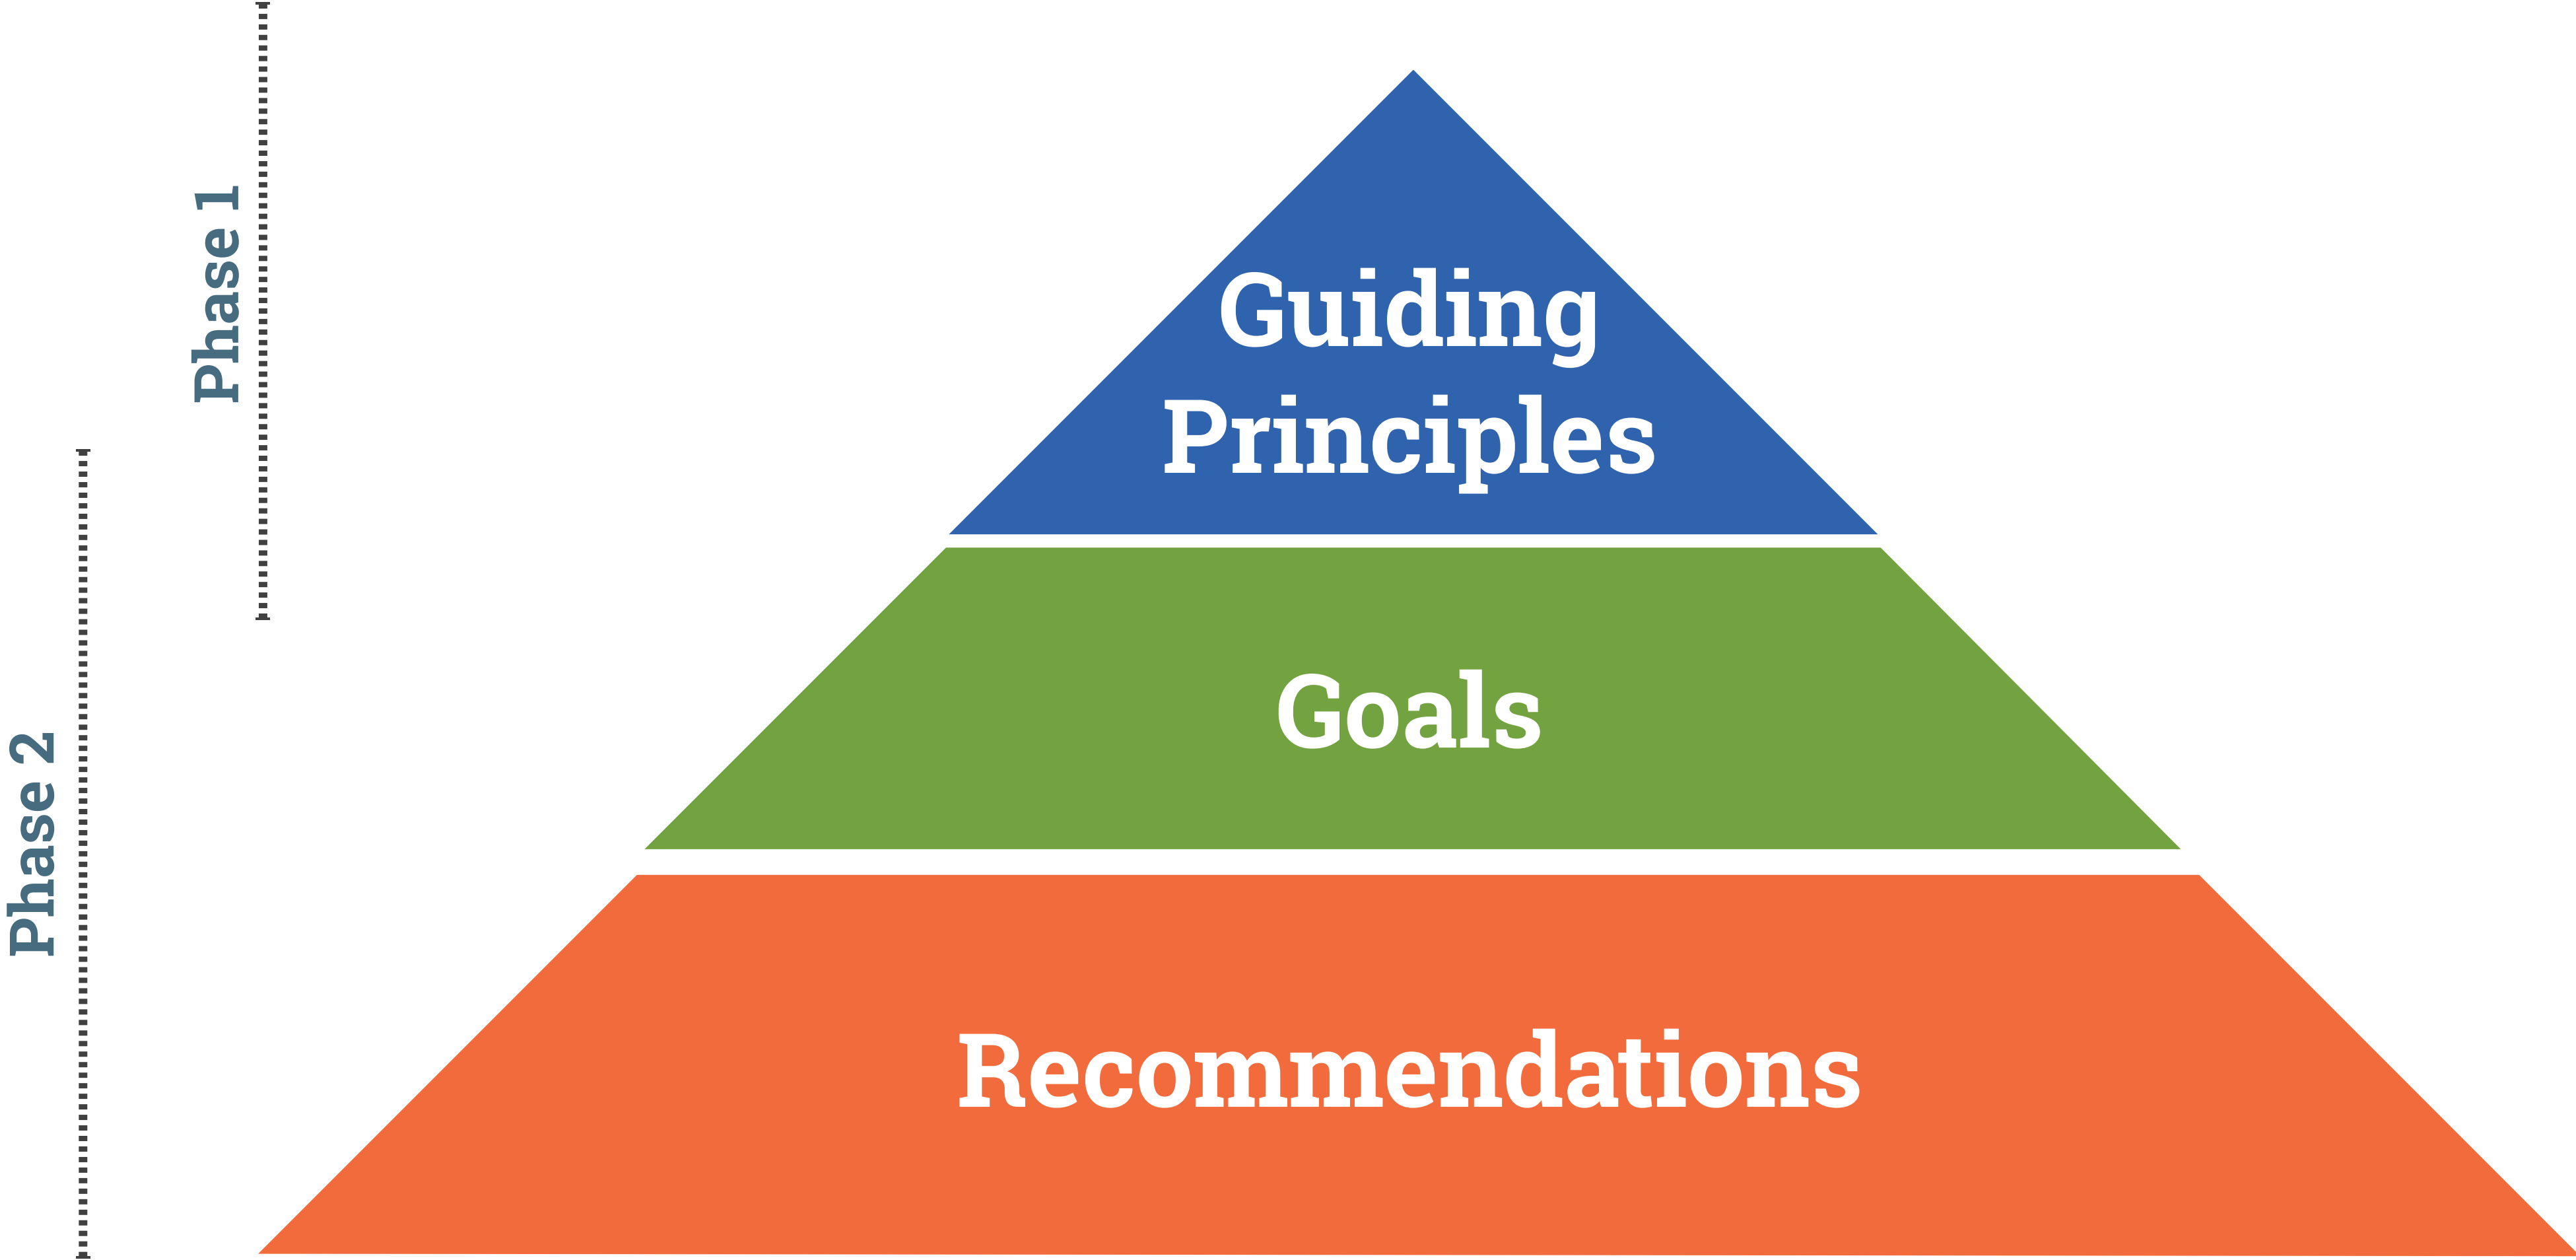 Phase 1
Phase 2
Guiding
Principles
Goals
Recommendations